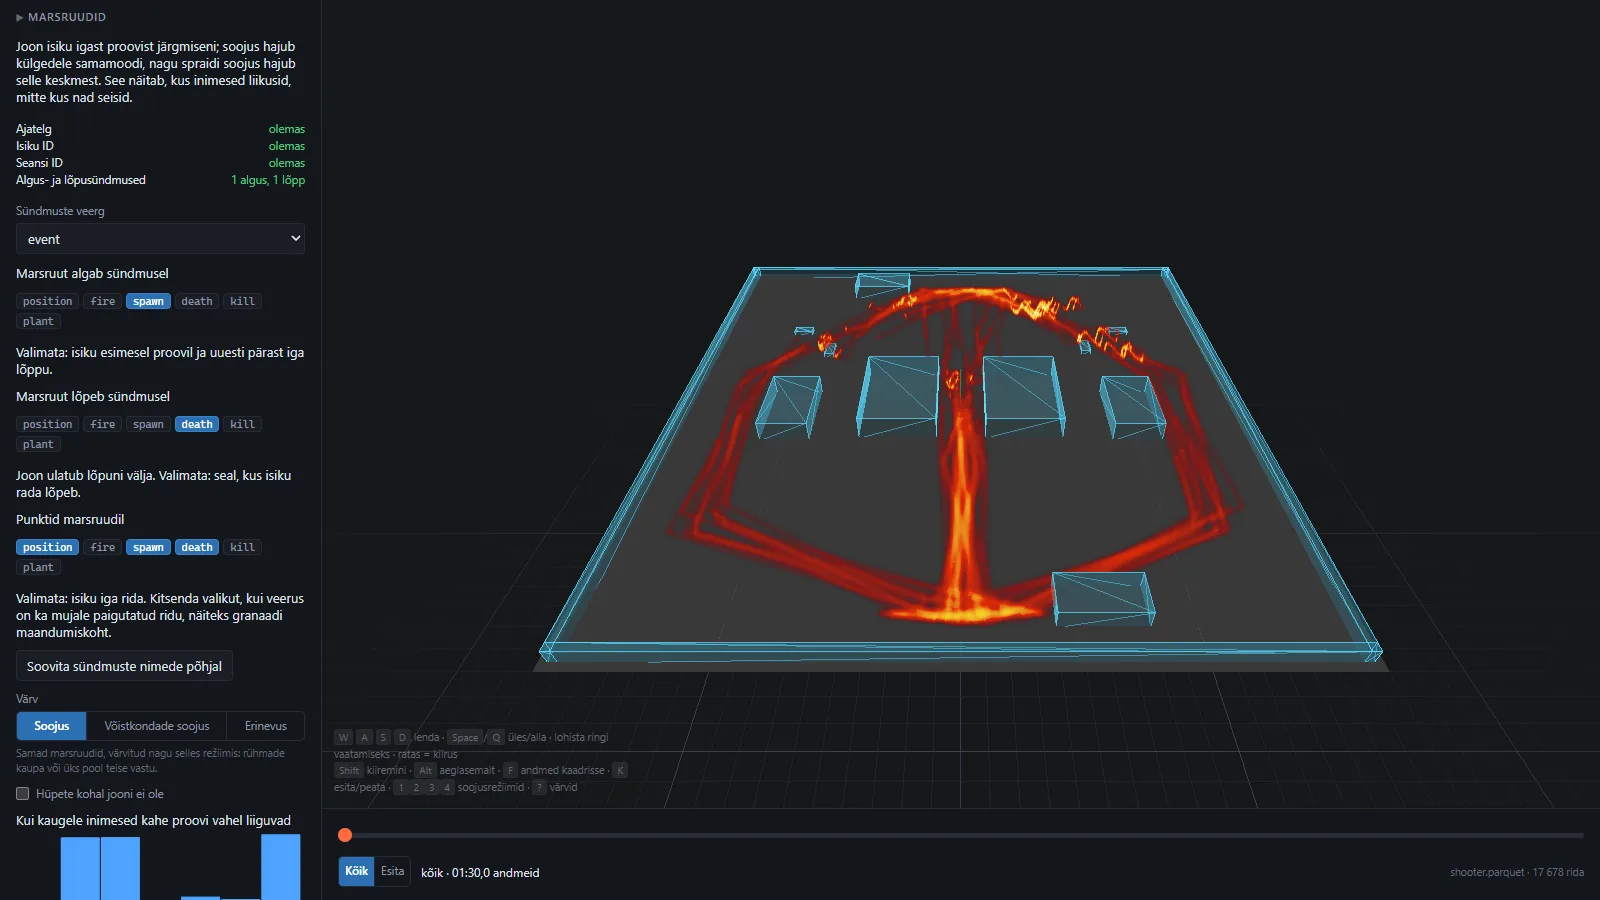 ▶ MARSRUUDID
Joon isiku igast proovist järgmiseni; soojus hajub
külgedele samamoodi, nagu spraidi soojus hajub
selle keskmest. See näitab, kus inimesed liikusid,
mitte kus nad seisid.
Ajatelg olemas
Isiku ID olemas
Seansi ID olemas
Algus- ja lõpusündmused 1 algus, 1 lõpp
Sündmuste veerg
event
Marsruut algab sündmusel
position fire spawn death kill
plant
Valimata: isiku esimesel proovil ja uuesti pärast iga
lõppu.
Marsruut lõpeb sündmusel
position fire spawn death kill
plant
Joon ulatub lõpuni välja. Valimata: seal, kus isiku
rada lõpeb.
Punktid marsruudil
position fire spawn death kill
plant
Valimata: isiku iga rida. Kitsenda valikut, kui veerus
on ka mujale paigutatud ridu, näiteks granaadi
maandumiskoht.
Soovita sündmuste nimede põhjal
Värv
Soojus Võistkondade soojus Erinevus
Samad marsruudid, värvitud nagu selles režiimis: rühmade
kaupa või üks pool teise vastu.
Hüpete kohal jooni ei ole
Kui kaugele inimesed kahe proovi vahel liiguvad
W A S D lenda · Space / Q üles/alla · lohista ringi
vaatamiseks · ratas = kiirus
Shift kiiremini · Alt aeglasemalt · F andmed kaadrisse · K
esita/peata · 1 2 3 4 soojusrežiimid · ? värvid
Kõik Esita kõik · 01:30,0 andmeid
shooter.parquet · 17 678 rida